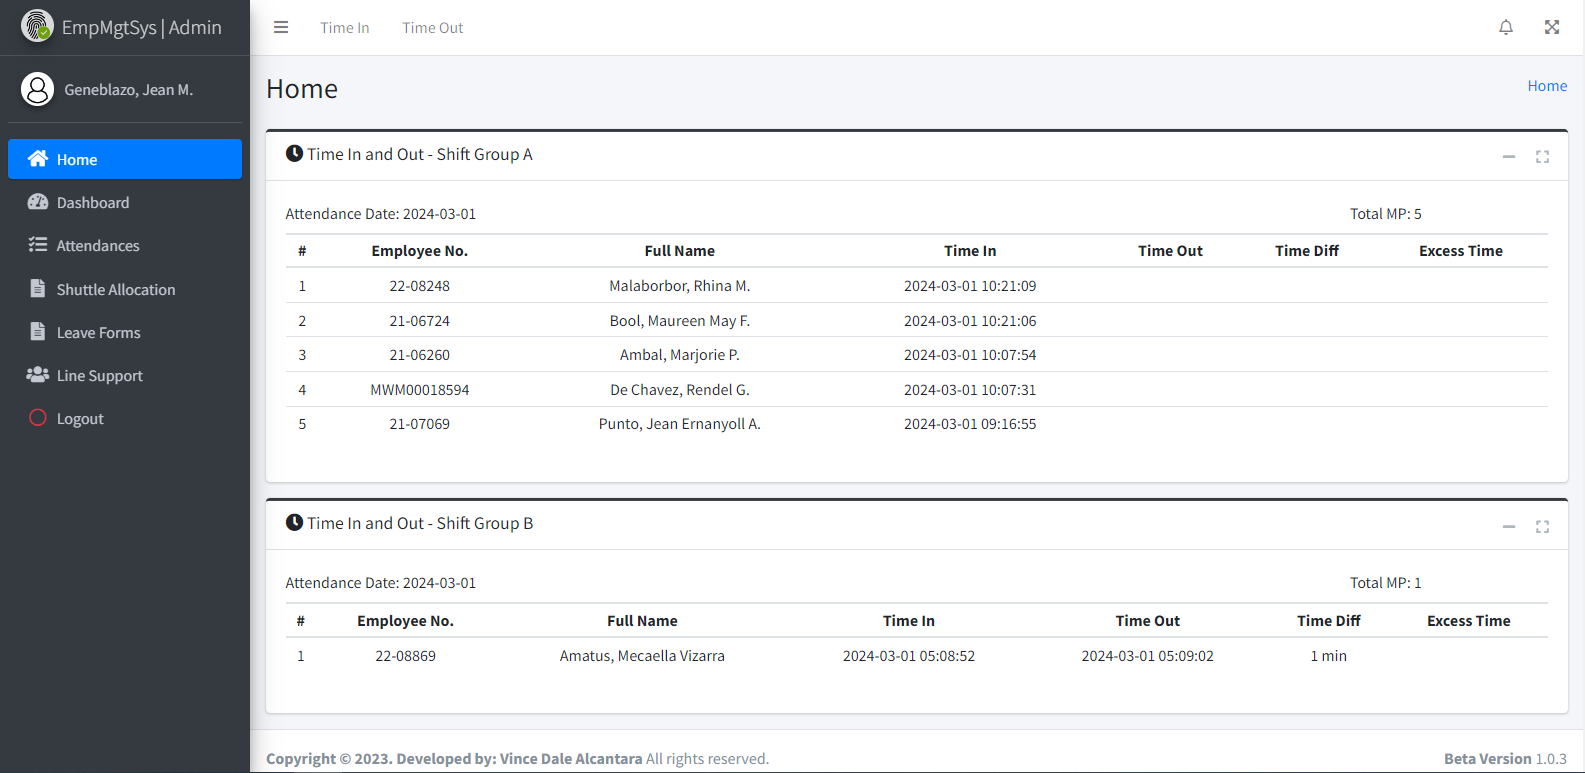 EmpMgtSys | Admin
Time In Time Out
Geneblazo, Jean M.
Home
Dashboard
Attendances
Shuttle Allocation
Leave Forms
Line Support
Logout
Home
Home
Time In and Out - Shift Group A
Attendance Date: 2024-03-01 Total MP: 5
# Employee No. Full Name Time In Time Out Time Diff Excess Time
1 22-08248 Malaborbor, Rhina M. 2024-03-01 10:21:09
2 21-06724 Bool, Maureen May F. 2024-03-01 10:21:06
3 21-06260 Ambal, Marjorie P. 2024-03-01 10:07:54
4 MWM00018594 De Chavez, Rendel G. 2024-03-01 10:07:31
5 21-07069 Punto, Jean Ernanyoll A. 2024-03-01 09:16:55
Time In and Out - Shift Group B
Attendance Date: 2024-03-01 Total MP: 1
# Employee No. Full Name Time In Time Out Time Diff Excess Time
1 22-08869 Amatus, Mecaella Vizarra 2024-03-01 05:08:52 2024-03-01 05:09:02 1 min
Copyright © 2023. Developed by: Vince Dale Alcantara All rights reserved. Beta Version 1.0.3